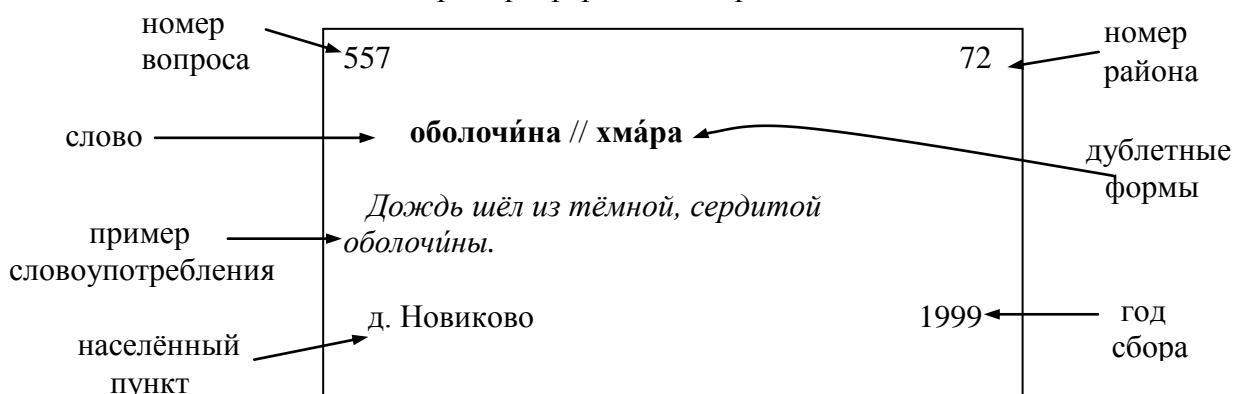 номер
вопроса
557
72
номер
района
слово
оболочи́на // хма́ра
дублетные
формы
Дождь шёл из тёмной, сердитой
оболочи́ны.
пример
словоупотребления
д. Новиково
1999
год
сбора
населённый
пункт